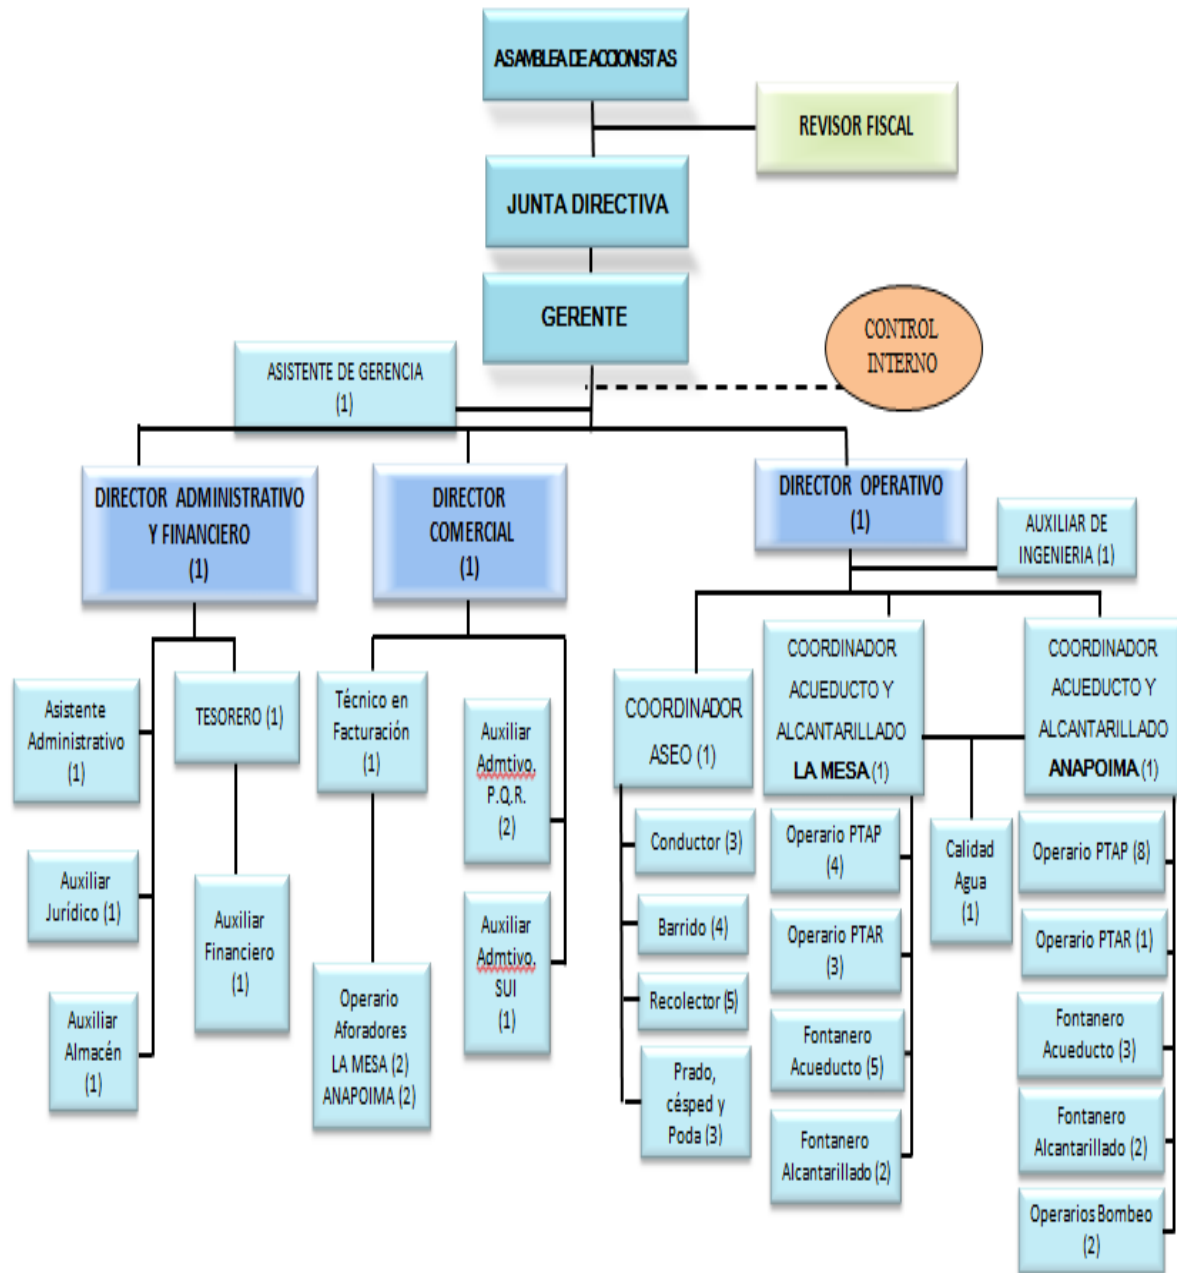 ASAMBLEA DE ACCIONISTAS
REVISOR FISCAL
JUNTA DIRECTIVA
GERENTE
CONTROL
INTERNO
ASISTENTE DE GERENCIA
(1)
DIRECTOR ADMINISTRATIVO
Y FINANCIERO
(1)
DIRECTOR
COMERCIAL
(1)
DIRECTOR OPERATIVO
(1)
AUXILIAR DE
INGENIERIA (1)
Asistente
Administrativo
(1)
TESORERO (1)
Auxiliar
Jurídico (1)
Auxiliar
Financiero
(1)
Auxiliar
Almacén
(1)
Técnico en
Facturación
(1)
Auxiliar
Admtivo.
P.Q.R.
(2)
Auxiliar
Admtivo.
SUI
(1)
Operario
Aforadores
LA MESA (2)
ANAPOIMA (2)
COORDINADOR
ASEO (1)
Conductor (3)
Barrido (4)
Recolector (5)
Prado,
césped y
Poda (3)
COORDINADOR
ACUEDUCTO Y
ALCANTARILLADO
LA MESA (1)
Operario PTAP
(4)
Operario PTAR
(3)
Fontanero
Acueducto (5)
Fontanero
Alcantarillado (2)
Calidad
Agua
(1)
COORDINADOR
ACUEDUCTO Y
ALCANTARILLADO
ANAPOIMA (1)
Operario PTAP (8)
Operario PTAR (1)
Fontanero
Acueducto (3)
Fontanero
Alcantarillado (2)
Operarios Bombeo
(2)